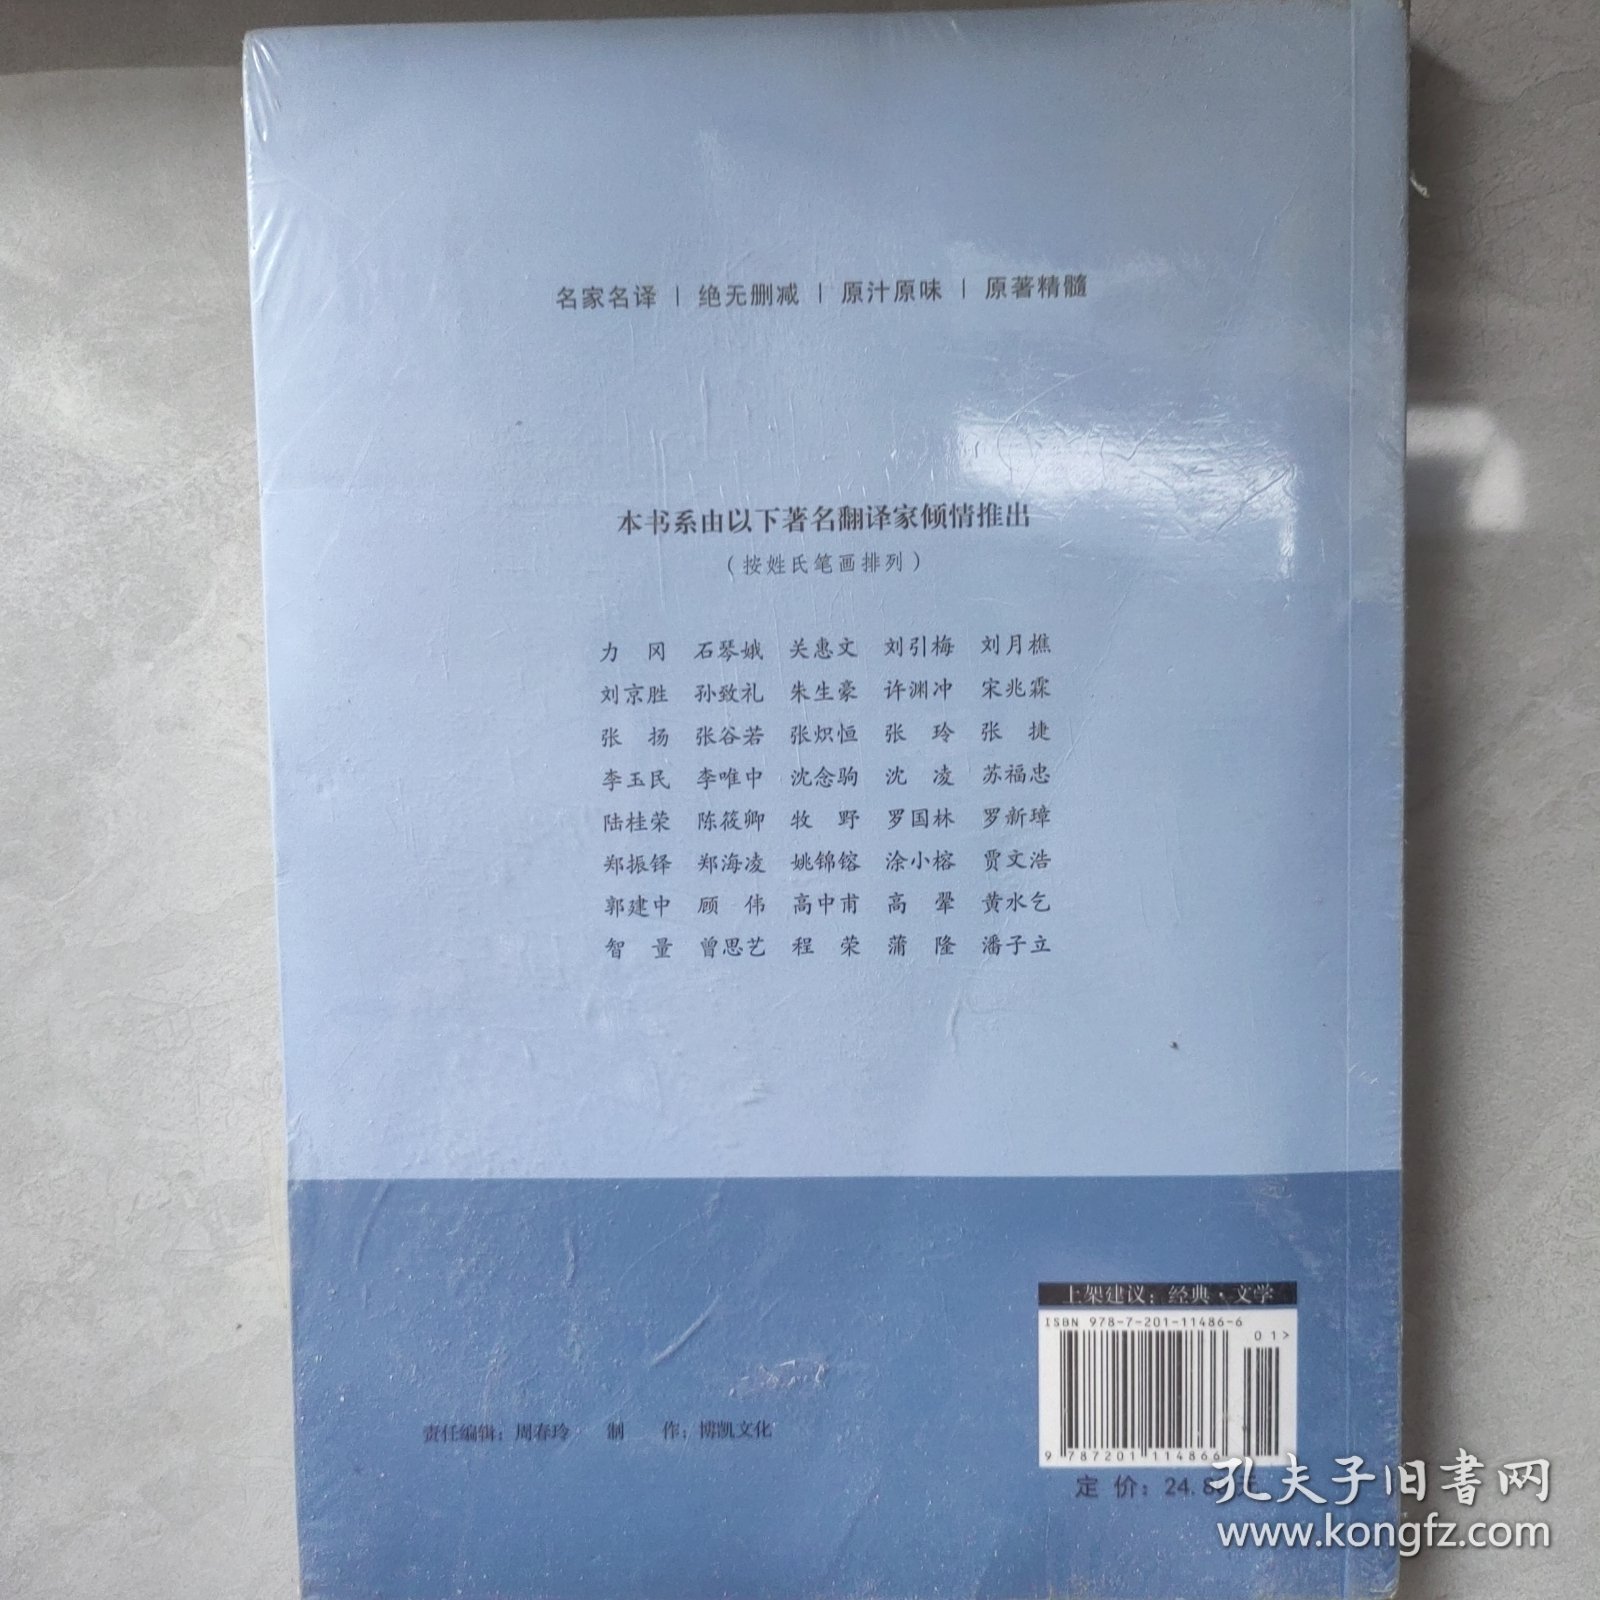 名家名译 | 绝无删减 | 原汁原味 | 原著精髓
本书系由以下著名翻译家倾情推出
（按姓氏笔画排列）
力 冈 石琴娥 关惠文 刘引梅 刘月樵
刘京胜 孙致礼 朱生豪 许渊冲 宋兆霖
张 扬 张谷若 张炽恒 张 玲 张 捷
李玉民 李唯中 沈念驹 沈 凌 苏福忠
陆桂荣 陈筱卿 牧 野 罗国林 罗新璋
郑振铎 郑海凌 姚锦镕 涂小榕 贾文浩
郭建中 顾 伟 高中甫 高 翚 黄水乞
智 量 曾思艺 程 荣 蒲 隆 潘子立
上架建议：经典·文学
ISBN 978-7-201-11486-6
01>
9 787201 114866
责任编辑：周春玲 制 作：博凯文化
定 价：24.8
孔夫子旧书网
www.kongfz.com